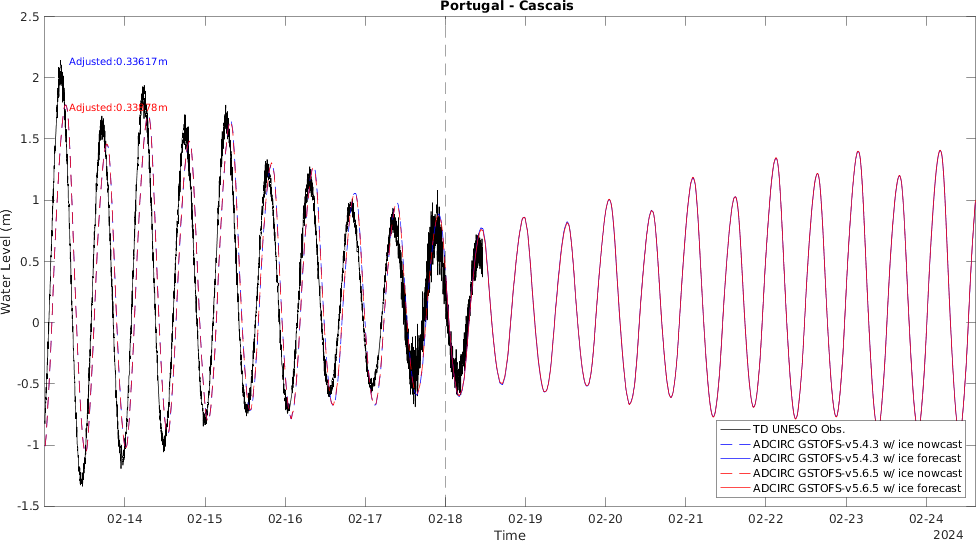 Portugal - Cascais
2.5
2
1.5
1
0.5
0
-0.5
-1
-1.5
Water Level (m)
Adjusted:0.33617m
Adjusted:0.33878m
TD UNESCO Obs.
ADCIRC GSTOFS-v5.4.3 w/ ice nowcast
ADCIRC GSTOFS-v5.4.3 w/ ice forecast
ADCIRC GSTOFS-v5.6.5 w/ ice nowcast
ADCIRC GSTOFS-v5.6.5 w/ ice forecast
02-14 02-15 02-16 02-17 02-18 02-19 02-20 02-21 02-22 02-23 02-24
Time
2024